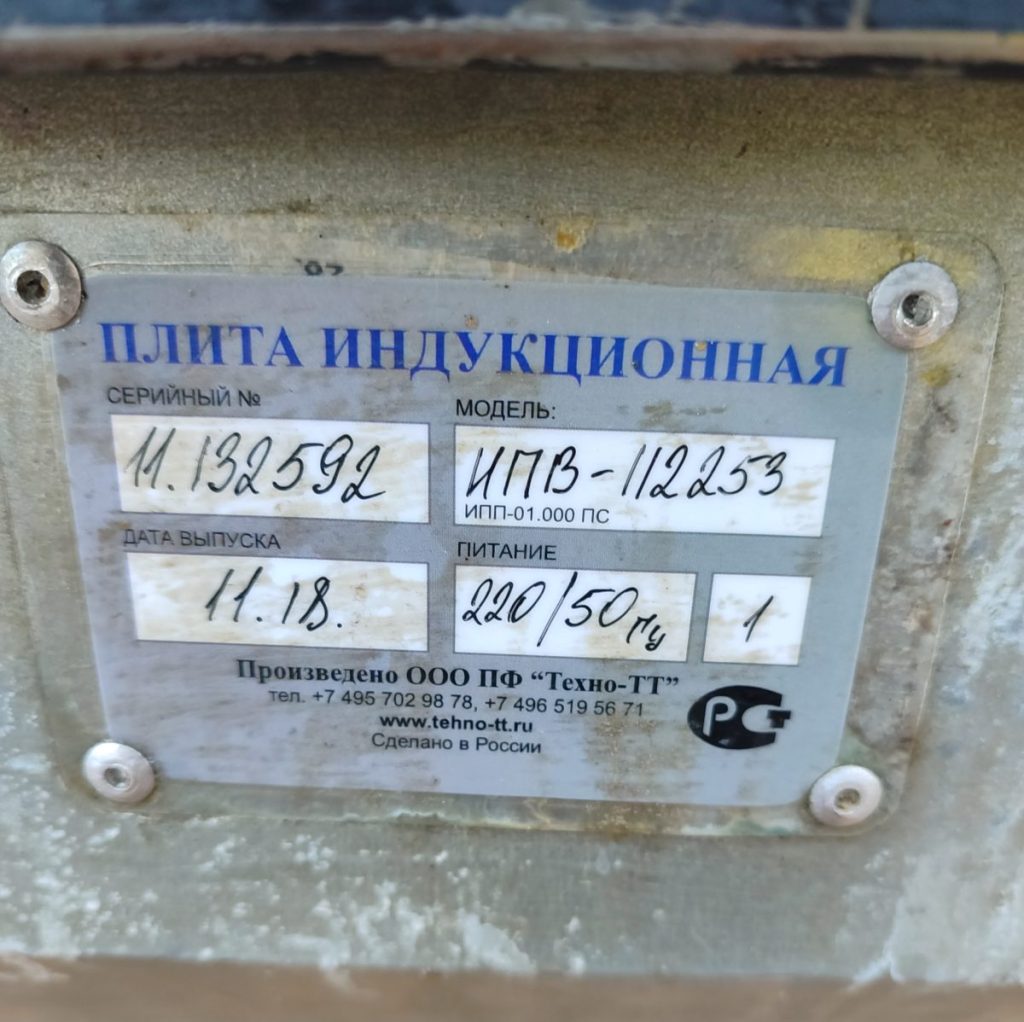 ПЛИТА ИНДУКЦИОННАЯ
СЕРИЙНЫЙ №
МОДЕЛЬ:
11.132592
ИПВ-112253
ИПП-01.000 ПС
ДАТА ВЫПУСКА
ПИТАНИЕ
11.18.
220/50гц
1
Произведено ООО ПФ “Техно-ТТ”
тел. +7 495 702 98 78, +7 496 519 56 71
www.tehno-tt.ru
Сделано в России
РСТ